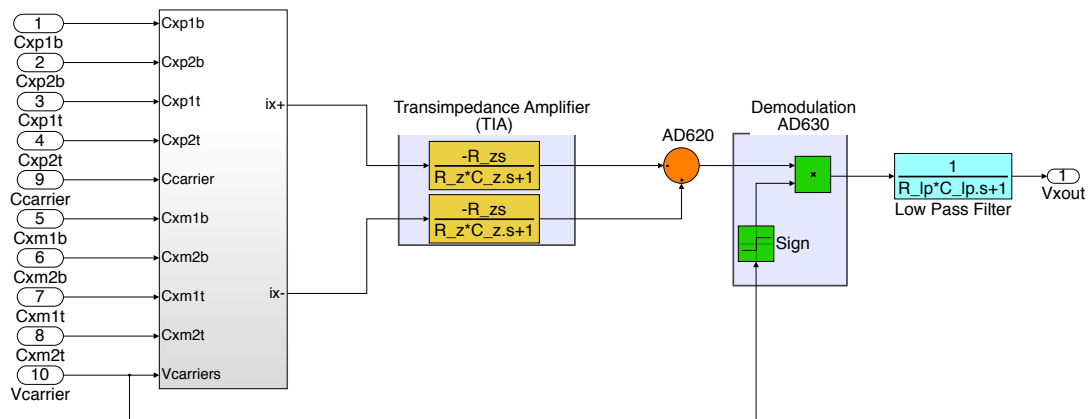 1
Cxp1b
2
Cxp2b
3
Cxp1t
4
Cxp2t
9
Ccarrier
5
Cxm1b
6
Cxm2b
7
Cxm1t
8
Cxm2t
10
Vcarrier
Cxp1b
Cxp2b
Cxp1t
Cxp2t
Ccarrier
Cxm1b
Cxm2b
Cxm1t
Cxm2t
Vcarriers
ix+
ix-
Transimpedance Amplifier
(TIA)
-R_zs
R_z*C_z.s+1
-R_zs
R_z*C_z.s+1
AD620
-
+
Demodulation
AD630
×
Sign
1
R_lp*C_lp.s+1
Low Pass Filter
1
Vxout